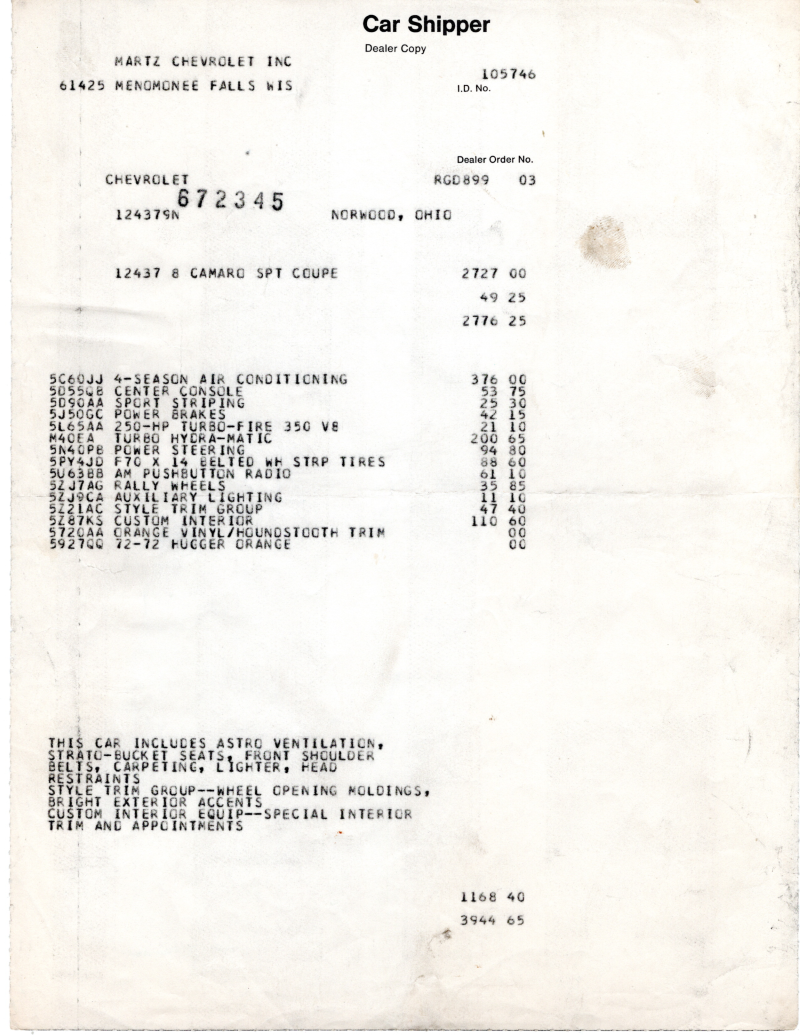 Car Shipper
Dealer Copy
MARTZ CHEVROLET INC
105746
61425 MENOMONEE FALLS WIS
I.D. No.
Dealer Order No.
CHEVROLET RGD899 03
672345
124379N NORWOOD, OHIO
12437 8 CAMARO SPT COUPE 2727 00
49 25
2776 25
5C60JJ 4-SEASON AIR CONDITIONING 376 00
5D55QB CENTER CONSOLE 53 75
5D90AA SPORT STRIPING 25 30
5J50GC POWER BRAKES 42 15
5L65AA 250-HP TURBO-FIRE 350 V8 21 10
M40EA TURBO HYDRA-MATIC 200 65
5N40PB POWER STEERING 94 80
5PY4JD F70 X 14 BELTED WH STRP TIRES 88 60
5U63BB AM PUSHBUTTON RADIO 61 10
5ZJ7AG RALLY WHEELS 35 85
5ZJ9CA AUXILIARY LIGHTING 11 10
5Z21AC STYLE TRIM GROUP 47 40
5Z87KS CUSTOM INTERIOR 110 60
5720AA ORANGE VINYL/HOUNDSTOOTH TRIM 00
5927QQ 72-72 HUGGER ORANGE 00
THIS CAR INCLUDES ASTRO VENTILATION,
STRATO-BUCKET SEATS, FRONT SHOULDER
BELTS, CARPETING, LIGHTER, HEAD
RESTRAINTS
STYLE TRIM GROUP--WHEEL OPENING MOLDINGS,
BRIGHT EXTERIOR ACCENTS
CUSTOM INTERIOR EQUIP--SPECIAL INTERIOR
TRIM AND APPOINTMENTS
1168 40
3944 65